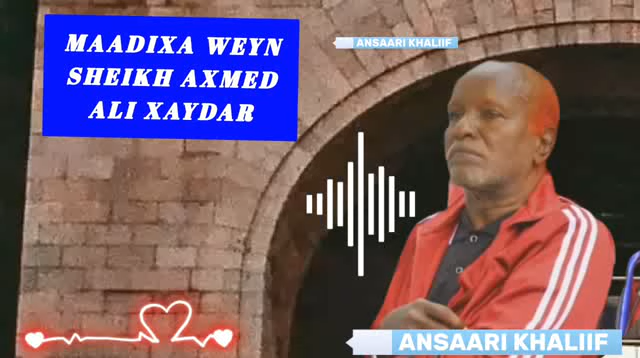 MAADIXA WEYN
SHEIKH AXMED
ALI XAYDAR
ANSAARI KHALIIF
ANSAARI KHALIIF